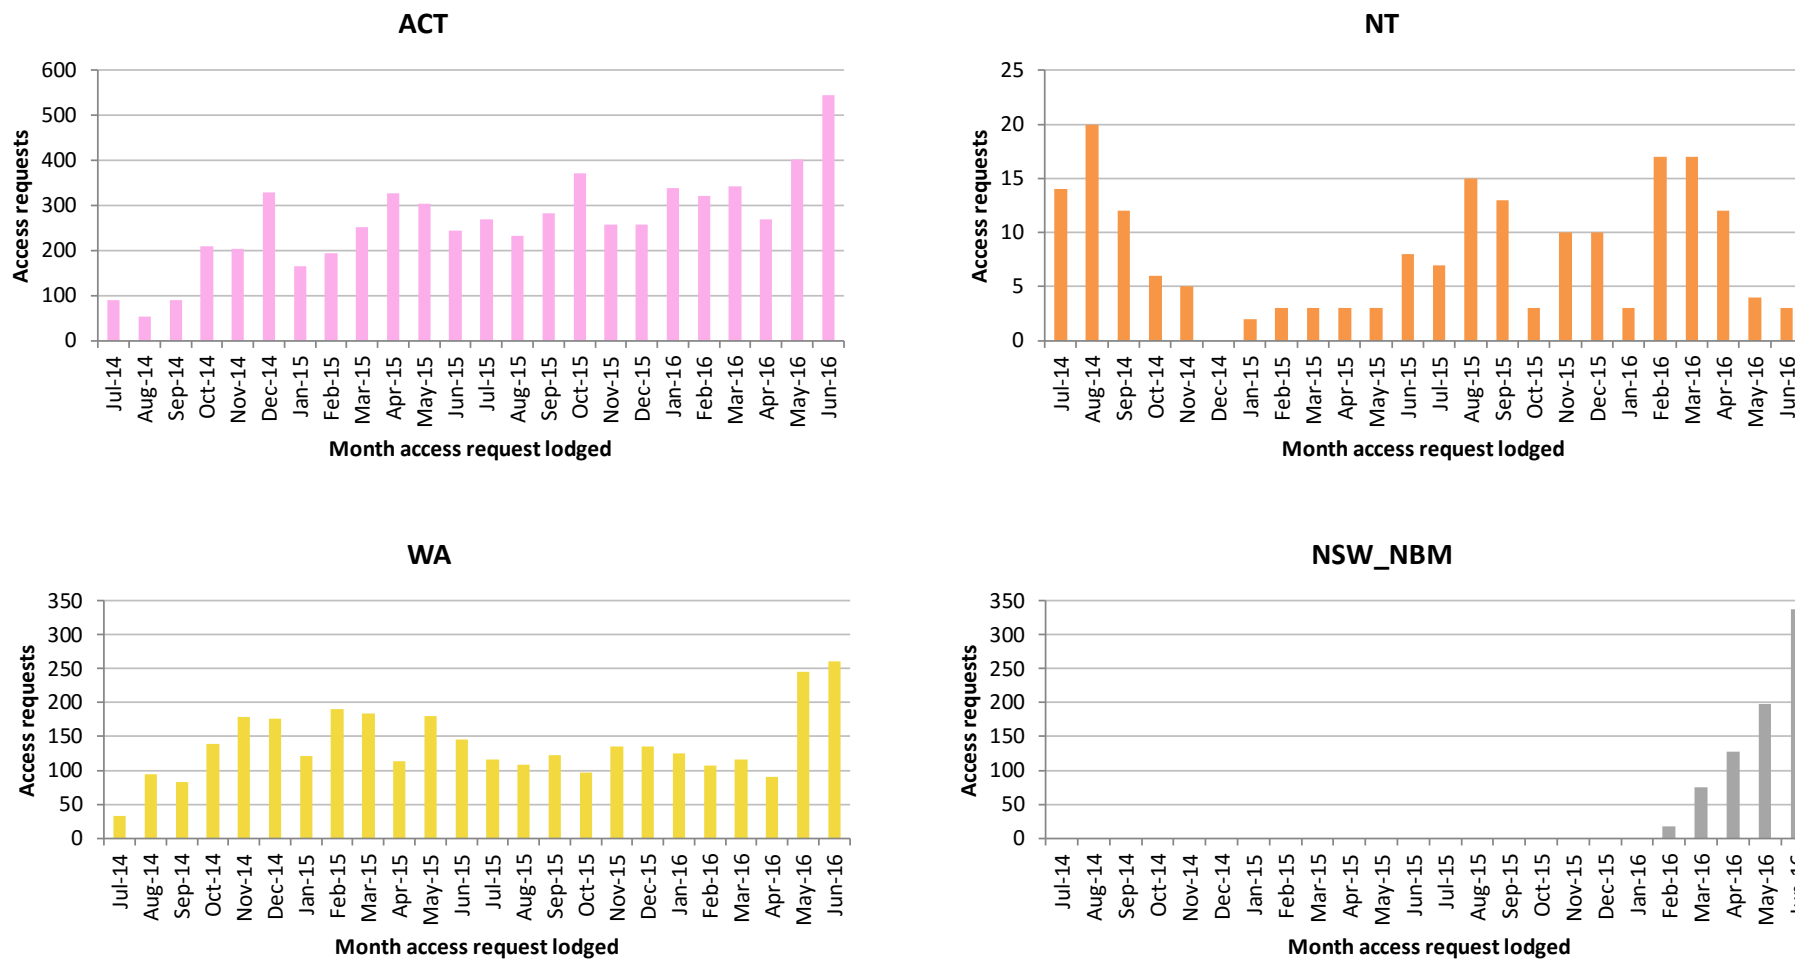 ACT
600
500
400
300
200
100
0
Access requests
Jul-14
Aug-14
Sep-14
Oct-14
Nov-14
Dec-14
Jan-15
Feb-15
Mar-15
Apr-15
May-15
Jun-15
Jul-15
Aug-15
Sep-15
Oct-15
Nov-15
Dec-15
Jan-16
Feb-16
Mar-16
Apr-16
May-16
Jun-16
Month access request lodged
NT
25
20
15
10
5
0
Access requests
Jul-14
Aug-14
Sep-14
Oct-14
Nov-14
Dec-14
Jan-15
Feb-15
Mar-15
Apr-15
May-15
Jun-15
Jul-15
Aug-15
Sep-15
Oct-15
Nov-15
Dec-15
Jan-16
Feb-16
Mar-16
Apr-16
May-16
Jun-16
Month access request lodged
WA
350
300
250
200
150
100
50
0
Access requests
Jul-14
Aug-14
Sep-14
Oct-14
Nov-14
Dec-14
Jan-15
Feb-15
Mar-15
Apr-15
May-15
Jun-15
Jul-15
Aug-15
Sep-15
Oct-15
Nov-15
Dec-15
Jan-16
Feb-16
Mar-16
Apr-16
May-16
Jun-16
Month access request lodged
NSW_NBM
350
300
250
200
150
100
50
0
Access requests
Jul-14
Aug-14
Sep-14
Oct-14
Nov-14
Dec-14
Jan-15
Feb-15
Mar-15
Apr-15
May-15
Jun-15
Jul-15
Aug-15
Sep-15
Oct-15
Nov-15
Dec-15
Jan-16
Feb-16
Mar-16
Apr-16
May-16
Month access request lodged